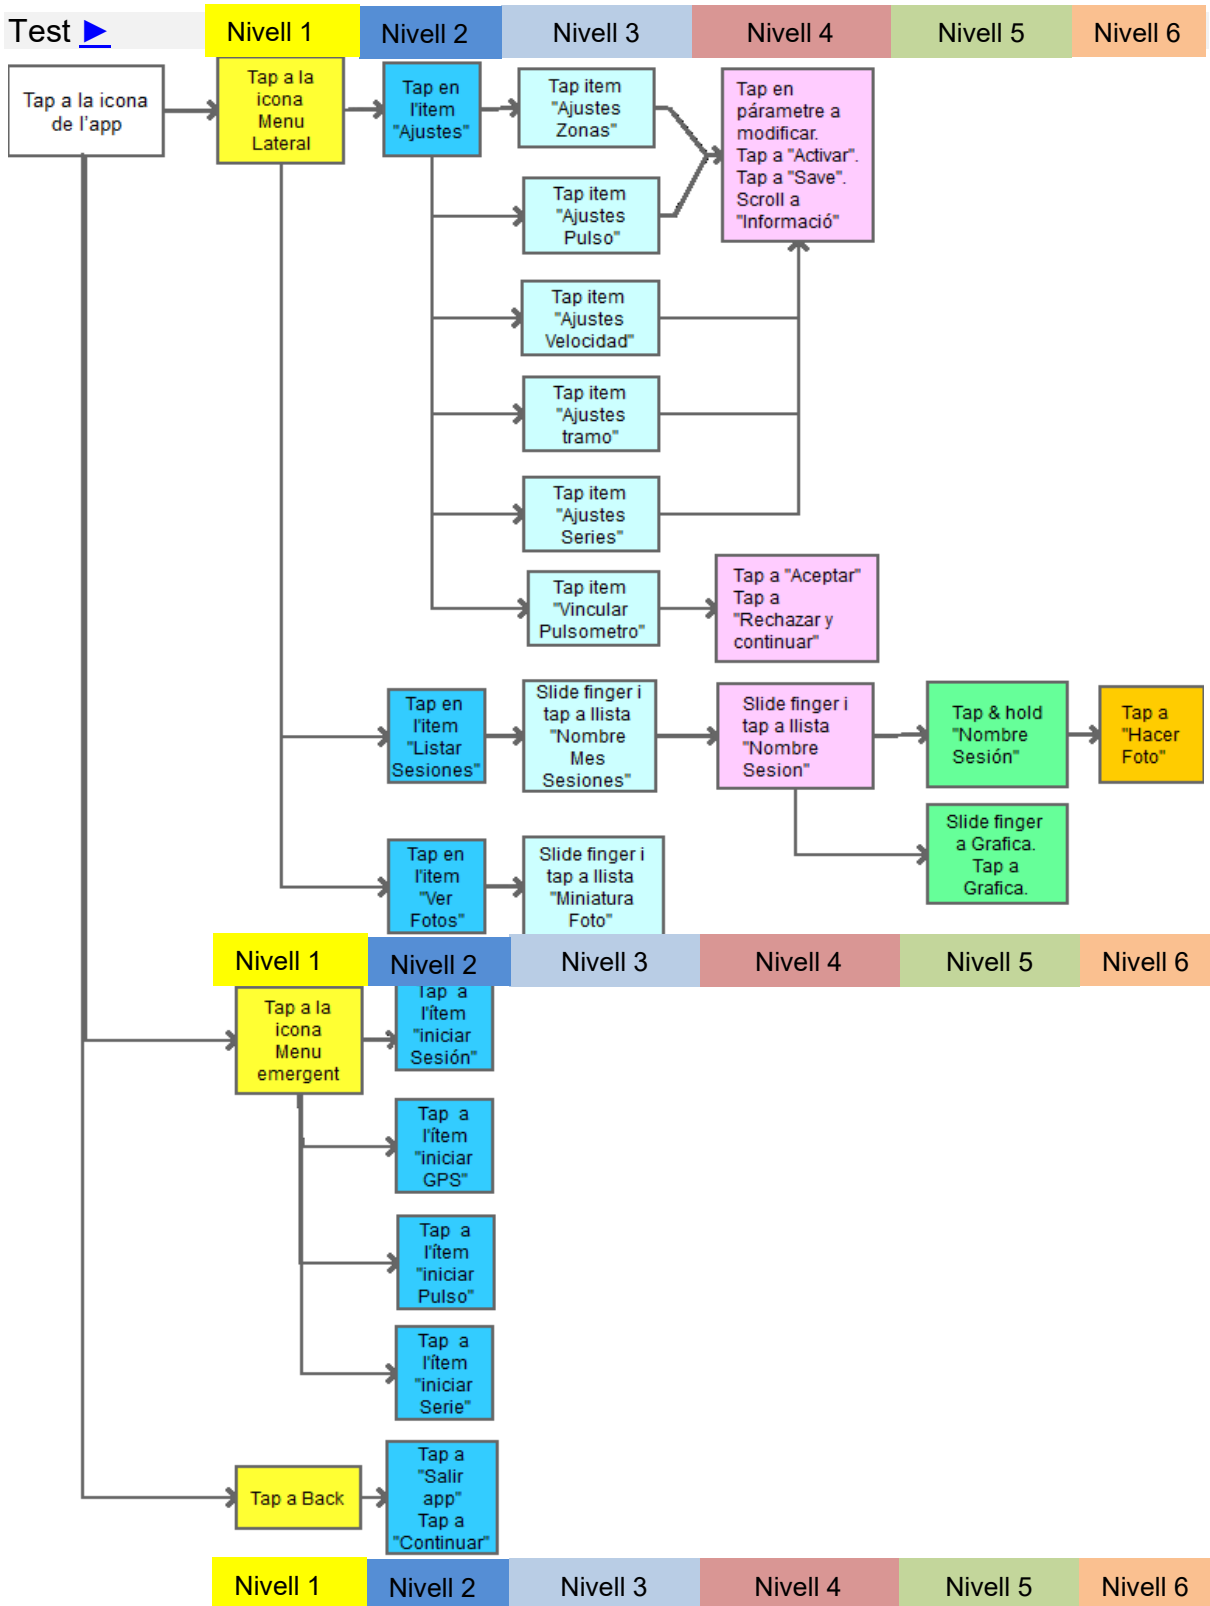 Test ►
Nivell 1
Nivell 2
Nivell 3
Nivell 4
Nivell 5
Nivell 6
Tap a la icona
de l'app
Tap a la
icona
Menu
Lateral
Tap en
l'item
"Ajustes"
Tap item
"Ajustes
Zonas"
Tap en
párametre a
modificar.
Tap a "Activar".
Tap a "Save".
Scroll a
"Informació"
Tap item
"Ajustes
Pulso"
Tap item
"Ajustes
Velocidad"
Tap item
"Ajustes
tramo"
Tap item
"Ajustes
Series"
Tap item
"Vincular
Pulsometro"
Tap a "Aceptar"
Tap a
"Rechazar y
continuar"
Tap en
l'item
"Listar
Sesiones"
Slide finger i
tap a llista
"Nombre
Mes
Sesiones"
Slide finger i
tap a llista
"Nombre
Sesion"
Tap & hold
"Nombre
Sesión"
Tap a
"Hacer
Foto"
Slide finger
a Grafica.
Tap a
Grafica.
Tap en
l'item
"Ver
Fotos"
Slide finger i
tap a llista
"Miniatura
Foto"
Nivell 1
Nivell 2
Nivell 3
Nivell 4
Nivell 5
Nivell 6
Tap a la
icona
Menu
emergent
Tap a
l'ítem
"iniciar
Sesión"
Tap a
l'ítem
"iniciar
GPS"
Tap a
l'ítem
"iniciar
Pulso"
Tap a
l'ítem
"iniciar
Serie"
Tap a Back
Tap a
"Salir
app"
Tap a
"Continuar"
Nivell 1
Nivell 2
Nivell 3
Nivell 4
Nivell 5
Nivell 6